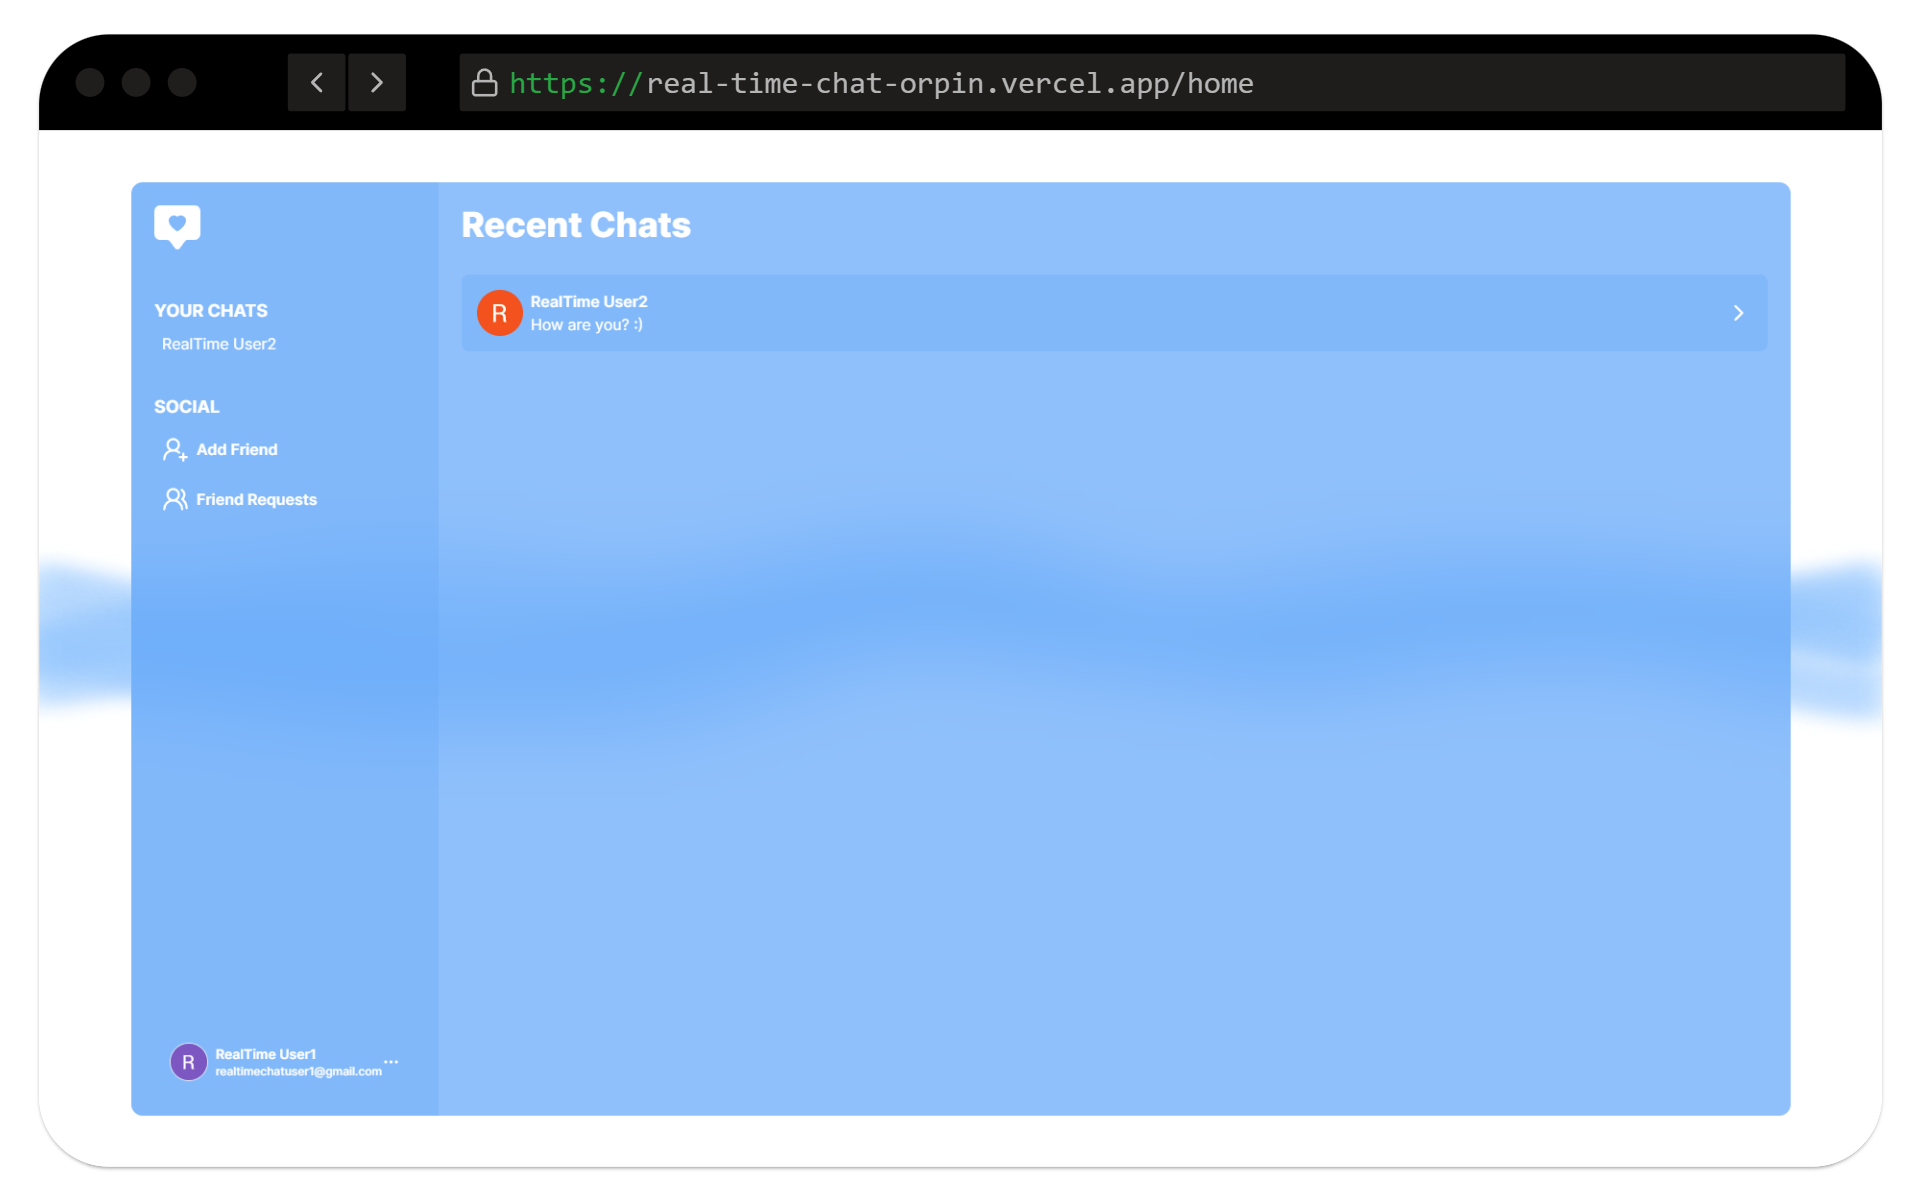 https://real-time-chat-orpin.vercel.app/home
YOUR CHATS
RealTime User2
SOCIAL
Add Friend
Friend Requests
R
RealTime User1
realtimechatuser1@gmail.com
Recent Chats
R
RealTime User2
How are you? :)